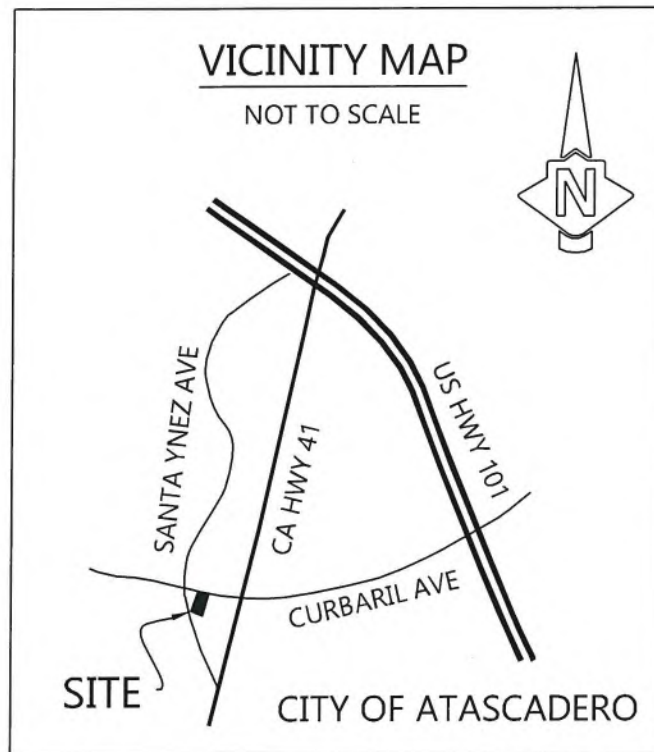 VICINITY MAP
NOT TO SCALE
N
SANTA YNEZ AVE
CA HWY 41
US HWY 101
CURBARIL AVE
SITE
CITY OF ATASCADERO